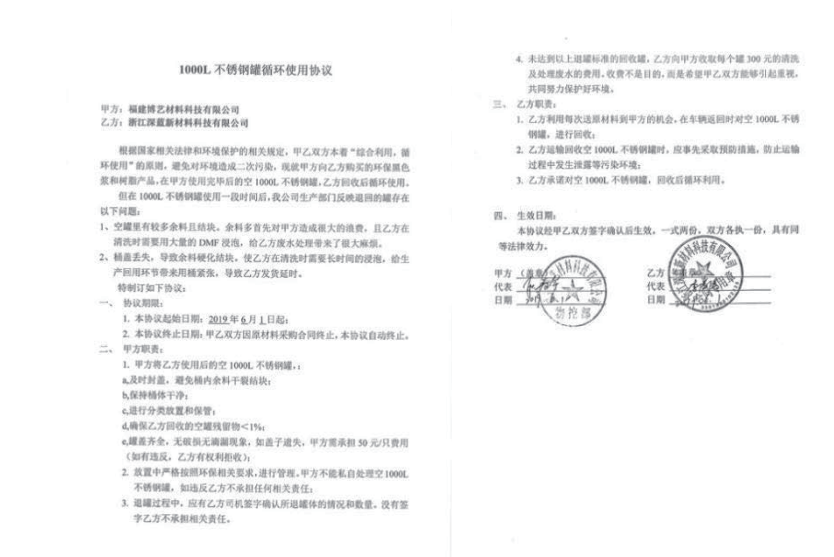 1000L 不锈钢罐循环使用协议
甲方：福建博艺材料科技有限公司
乙方：浙江深蓝新材料科技有限公司
根据国家相关法律和环境保护的相关规定，甲乙双方本着“综合利用，循
环使用”的原则，避免对环境造成二次污染，现就甲方向乙方购买的环保黑色
浆和树脂产品，在甲方使用完毕后的空1000L 不锈钢罐，乙方回收后循环使用。
但在 1000L 不锈钢罐使用一段时间后，我公司生产部门反映退回的罐存在
以下问题：
1、空罐里有较多余料且结块。余料多首先对甲方造成很大的浪费，且乙方在
清洗时需要用大量的 DMF 浸泡，给乙方废水处理带来了很大麻烦。
2、桶盖丢失，导致余料硬化结块，使乙方在清洗时需要长时间的浸泡，给生
产回用环节带来用桶紧张，导致乙方发货延时。
特制订如下协议：
一、 协议期限：
1. 本协议起始日期：2019 年 6 月 1 日起；
2. 本协议终止日期：甲乙双方因原材料采购合同终止，本协议自动终止。
二、 甲方职责：
1. 甲方将乙方使用后的空 1000L 不锈钢罐，：
a,及时封盖，避免桶内余料干裂结块；
b,保持桶体干净；
c,进行分类放置和保管；
d,确保乙方回收的空罐残留物＜1%；
e,罐盖齐全，无破损无滴漏现象，如盖子遗失，甲方需承担 50 元/只费用
（如有违反，乙方有权利拒收）；
2. 放置中严格按照环保相关要求，进行管理，甲方不能私自处理空1000L
不锈钢罐，如违反乙方不承担任何相关责任；
3. 退罐过程中，应有乙方司机签字确认所退罐体的情况和数量，没有签
字乙方不承担相关责任。
4. 未达到以上退罐标准的回收罐，乙方向甲方收取每个罐 300 元的清洗
及处理废水的费用，收费不是目的，而是希望甲乙双方能够引起重视，
共同努力保护好环境。
三、 乙方职责：
1. 乙方利用每次送原材料到甲方的机会，在车辆返回时对空 1000L 不锈
钢罐，进行回收；
2. 乙方运输回收空 1000L 不锈钢罐时，应事先采取预防措施，防止运输
过程中发生泄露等污染环境；
3. 乙方承诺对空 1000L 不锈钢罐，回收后循环利用。
四、 生效日期：
本协议经甲乙双方签字确认后生效，一式两份，双方各执一份，具有同
等法律效力。
甲方（盖章）
代表
日期
物控部
乙方
代表
日期